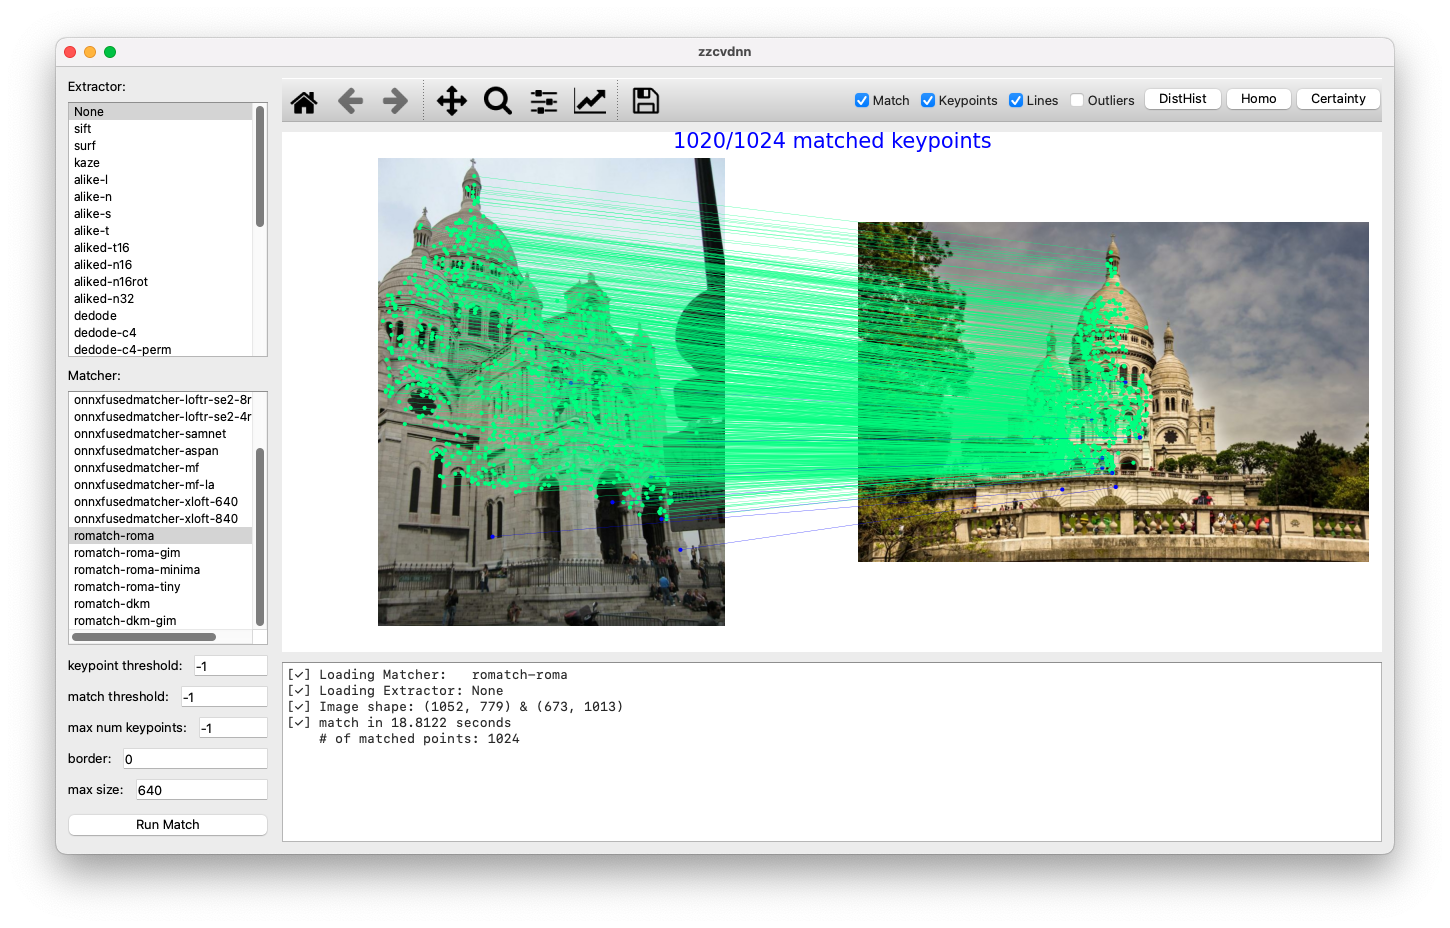 zzcvdnn
Extractor:
None
sift
surf
kaze
alike-l
alike-n
alike-s
alike-t
aliked-t16
aliked-n16
aliked-n16rot
aliked-n32
dedode
dedode-c4
dedode-c4-perm
Matcher:
onnxfusedmatcher-loftr-se2-8r
onnxfusedmatcher-loftr-se2-4r
onnxfusedmatcher-samnet
onnxfusedmatcher-aspan
onnxfusedmatcher-mf
onnxfusedmatcher-mf-la
onnxfusedmatcher-xloft-640
onnxfusedmatcher-xloft-840
romatch-roma
romatch-roma-gim
romatch-roma-minima
romatch-roma-tiny
romatch-dkm
romatch-dkm-gim
keypoint threshold: -1
match threshold: -1
max num keypoints: -1
border: 0
max size: 640
Run Match
Match Keypoints Lines Outliers DistHist Homo Certainty
1020/1024 matched keypoints
[✓] Loading Matcher: romatch-roma
[✓] Loading Extractor: None
[✓] Image shape: (1052, 779) & (673, 1013)
[✓] match in 18.8122 seconds
# of matched points: 1024